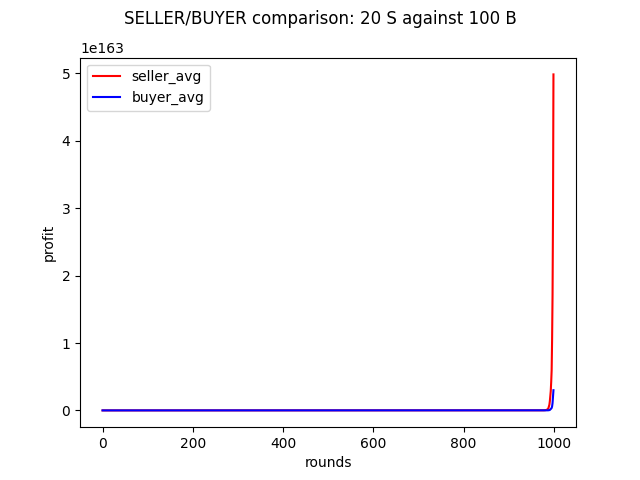 SELLER/BUYER comparison: 20 S against 100 B
1e163
seller_avg
buyer_avg
5
4
3
2
1
0
profit
0 200 400 600 800 1000
rounds